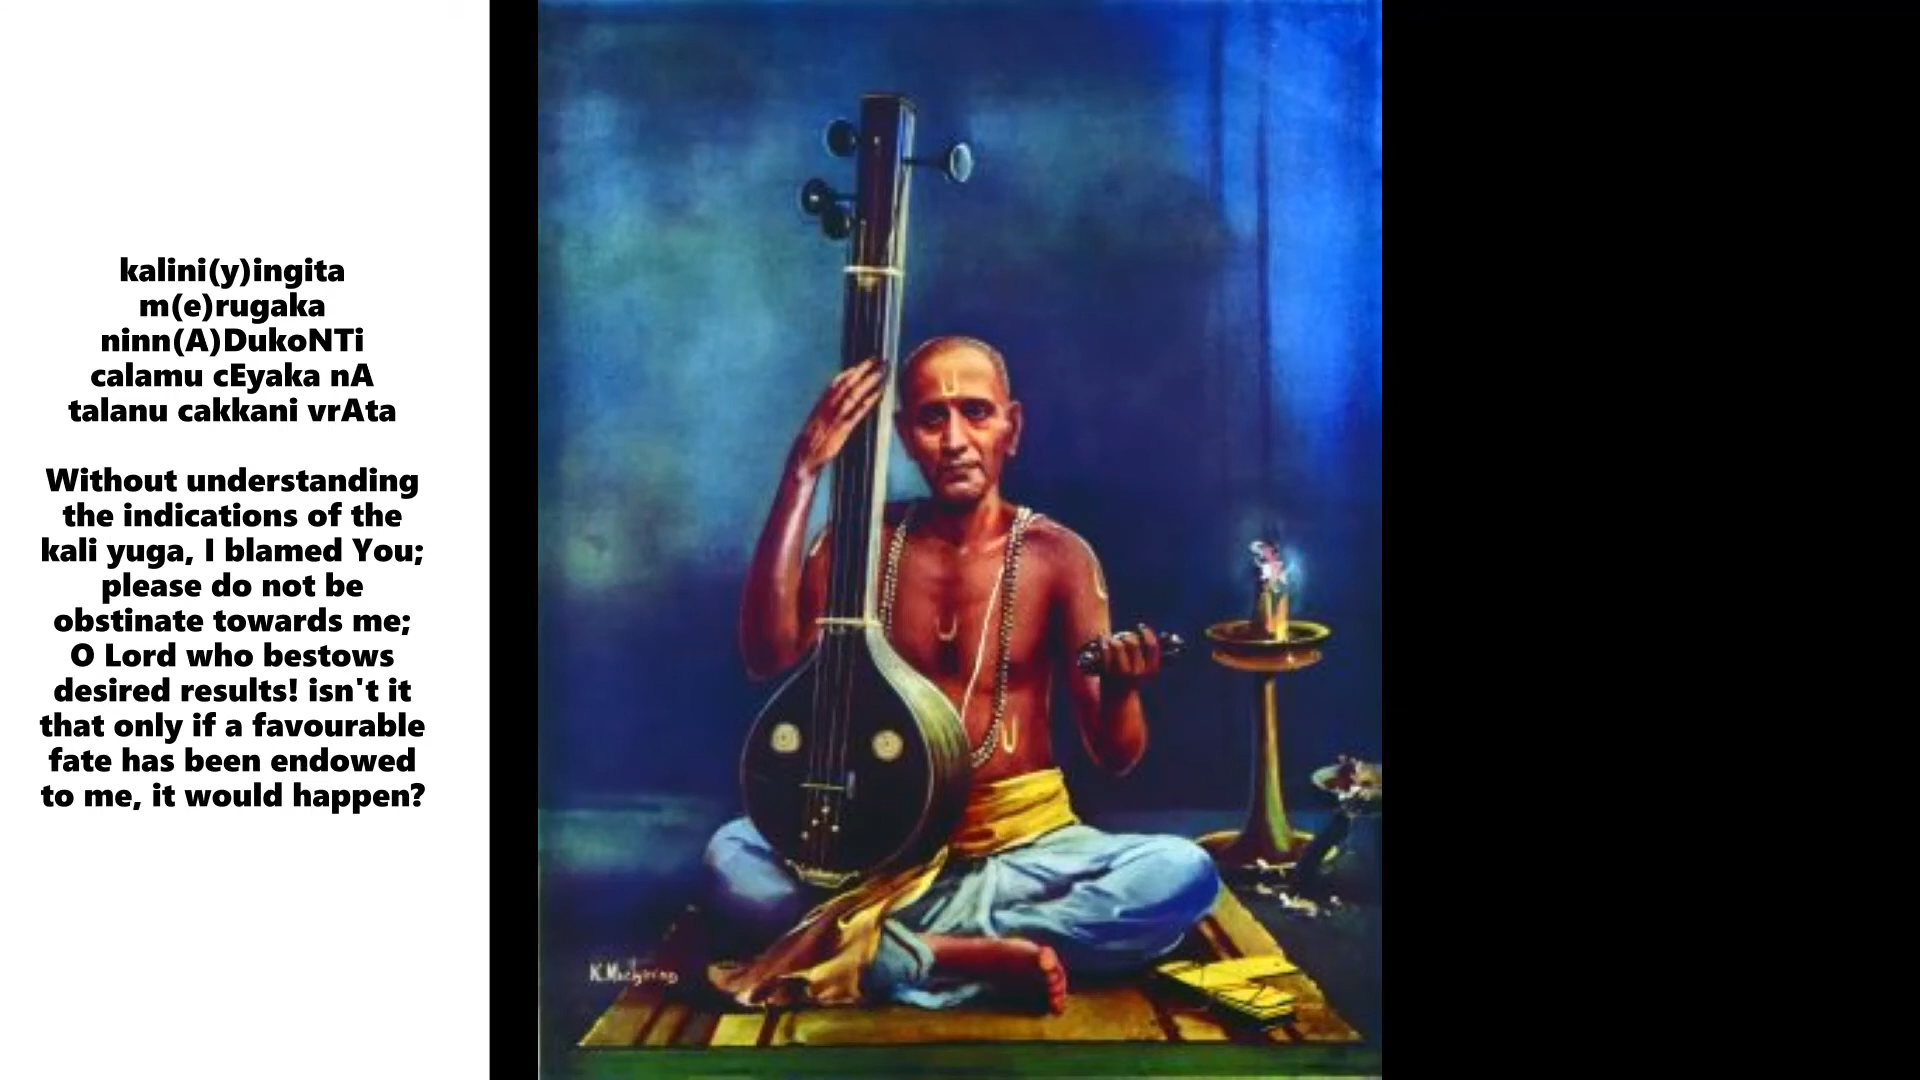 kalini(y)ingita
m(e)rugaka
ninn(A)DukoNTi
calamu cEyaka nA
talanu cakkani vrAta
Without understanding
the indications of the
kali yuga, I blamed You;
please do not be
obstinate towards me;
O Lord who bestows
desired results! isn't it
that only if a favourable
fate has been endowed
to me, it would happen?